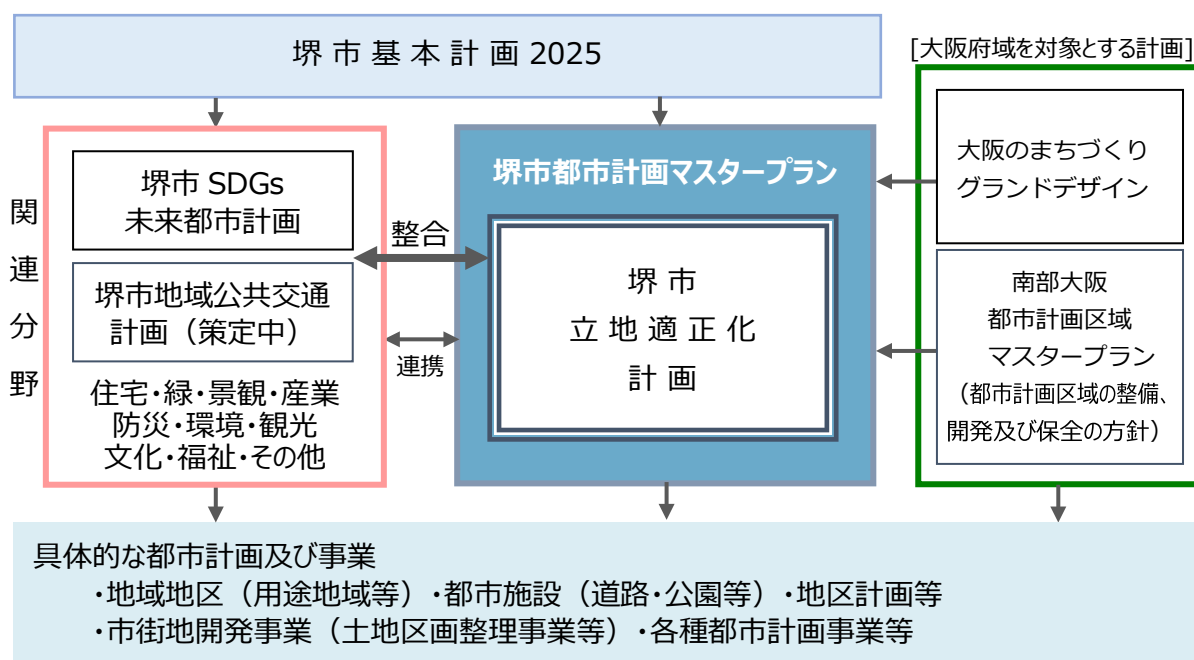 堺 市 基 本 計 画 2025
[大阪府域を対象とする計画]
関
連
分
野
堺市 SDGs
未来都市計画
堺市地域公共交通
計画（策定中）
住宅・緑・景観・産業
防災・環境・観光
文化・福祉・その他
整合
連携
堺市都市計画マスタープラン
堺 市
立 地 適 正 化
計 画
大阪のまちづくり
グランドデザイン
南部大阪
都市計画区域
マスタープラン
（都市計画区域の整備、
開発及び保全の方針）
具体的な都市計画及び事業
・地域地区（用途地域等）・都市施設（道路・公園等）・地区計画等
・市街地開発事業（土地区画整理事業等）・各種都市計画事業等